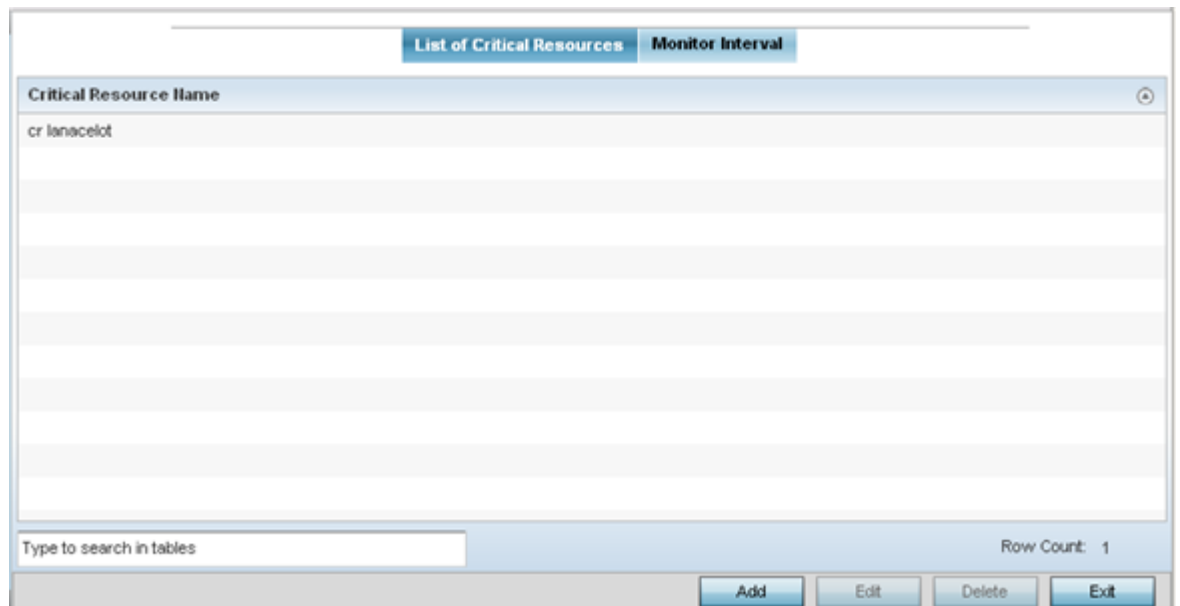 List of Critical Resources Monitor Interval
Critical Resource Name
cr lanacelot
Type to search in tables Row Count: 1
Add Edit Delete Exit